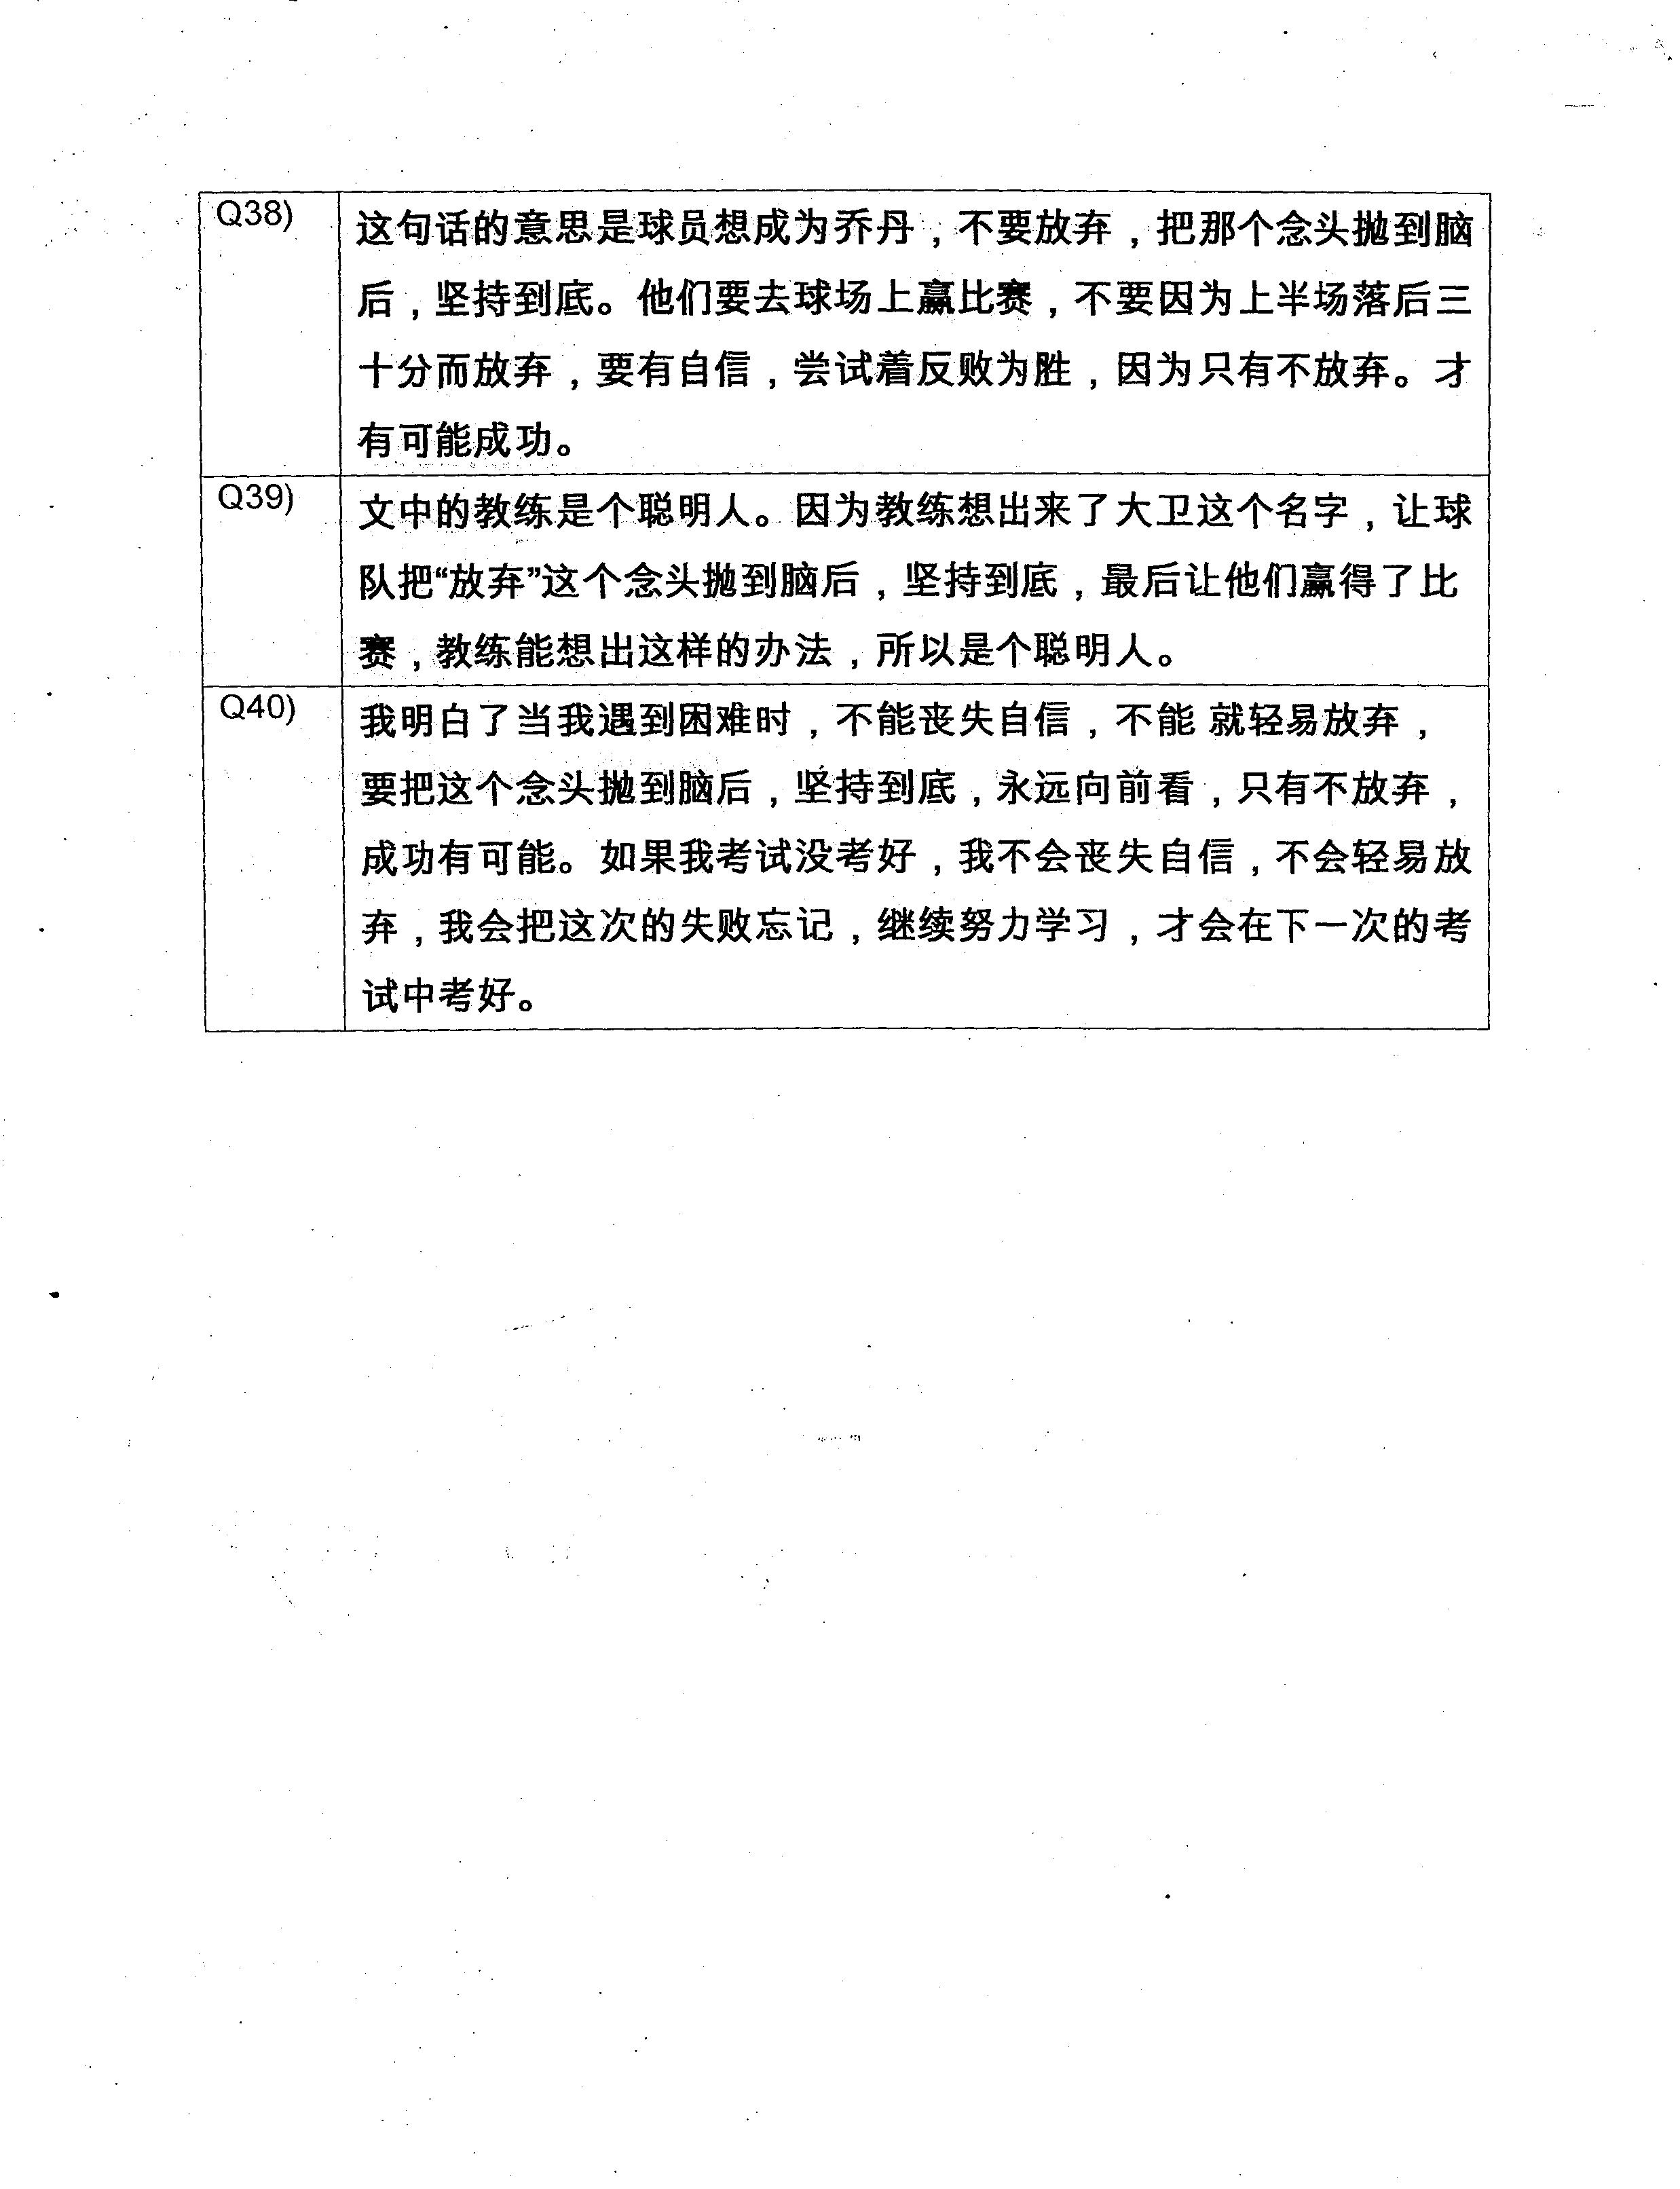 Q38)
这句话的意思是球员想成为乔丹，不要放弃，把那个念头抛到脑
后，坚持到底。他们要去球场上赢比赛，不要因为上半场落后三
十分而放弃，要有自信，尝试着反败为胜，因为只有不放弃。才
有可能成功。
Q39)
文中的教练是个聪明人。因为教练想出来了大卫这个名字，让球
队把“放弃”这个念头抛到脑后，坚持到底，最后让他们赢得了比
赛，教练能想出这样的办法，所以是个聪明人。
Q40)
我明白了当我遇到困难时，不能丧失自信，不能 就轻易放弃，
要把这个念头抛到脑后，坚持到底，永远向前看，只有不放弃，
成功有可能。如果我考试没考好，我不会丧失自信，不会轻易放
弃，我会把这次的失败忘记，继续努力学习，才会在下一次的考
试中考好。